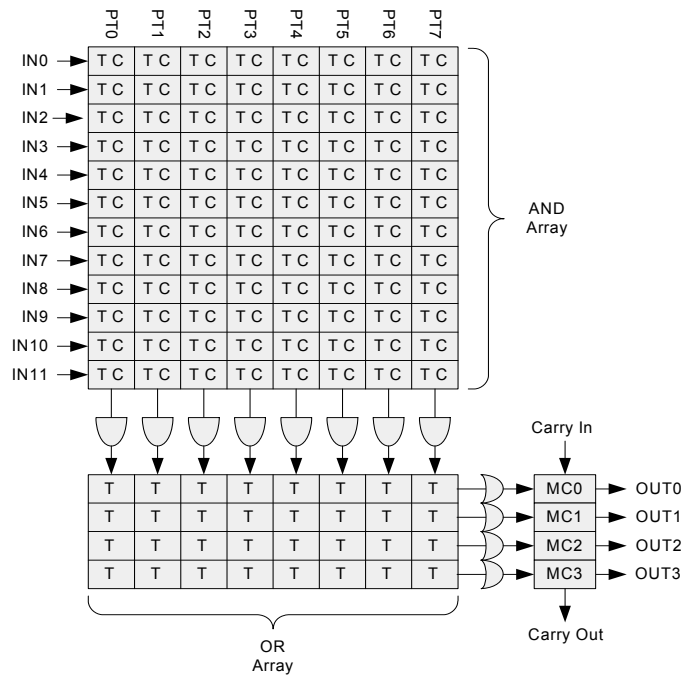 PT0 PT1 PT2 PT3 PT4 PT5 PT6 PT7
IN0 T C T C T C T C T C T C T C T C
IN1 T C T C T C T C T C T C T C T C
IN2 T C T C T C T C T C T C T C T C
IN3 T C T C T C T C T C T C T C T C
IN4 T C T C T C T C T C T C T C T C
IN5 T C T C T C T C T C T C T C T C
IN6 T C T C T C T C T C T C T C T C
IN7 T C T C T C T C T C T C T C T C
IN8 T C T C T C T C T C T C T C T C
IN9 T C T C T C T C T C T C T C T C
IN10 T C T C T C T C T C T C T C T C
IN11 T C T C T C T C T C T C T C T C
AND
Array
Carry In
T T T T T T T T MC0 OUT0
T T T T T T T T MC1 OUT1
T T T T T T T T MC2 OUT2
T T T T T T T T MC3 OUT3
Carry Out
OR
Array